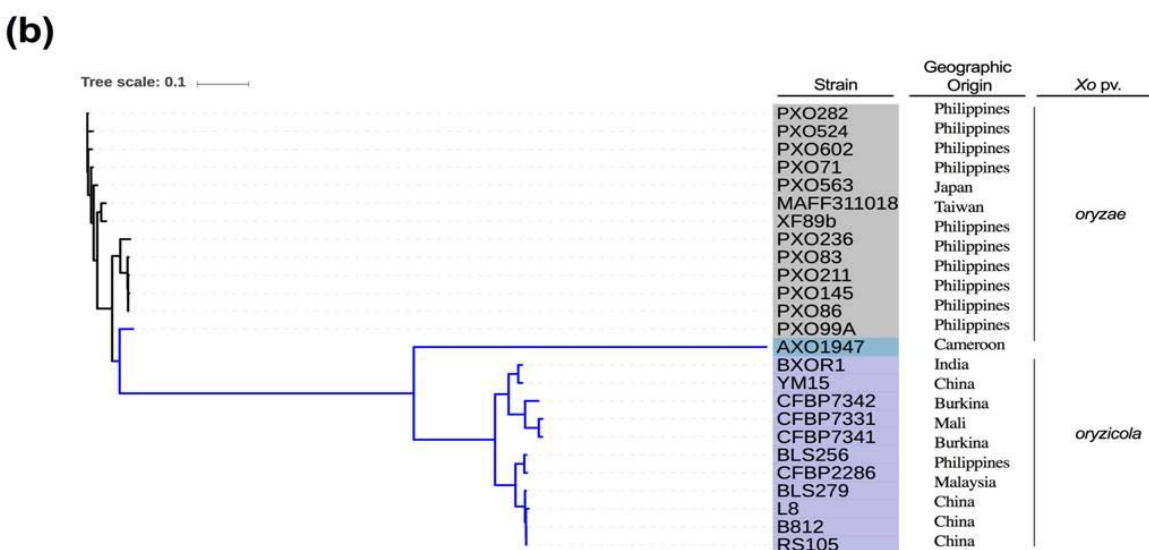 (b)
Tree scale: 0.1
Strain
Geographic
Origin
Xo pv.
PXO282 Philippines
PXO524 Philippines
PXO602 Philippines
PXO71 Philippines
PXO563 Japan
MAFF311018 Taiwan
XF89b Philippines
PXO236 Philippines
PXO83 Philippines
PXO211 Philippines
PXO145 Philippines
PXO86 Philippines
PXO99A
AXO1947 Cameroon
BXOR1 India
YM15 China
CFBP7342 Burkina
CFBP7331 Mali
CFBP7341 Burkina
BLS256 Philippines
CFBP2286 Malaysia
BLS279 China
L8 China
B812 China
RS105
oryzae
oryzicola